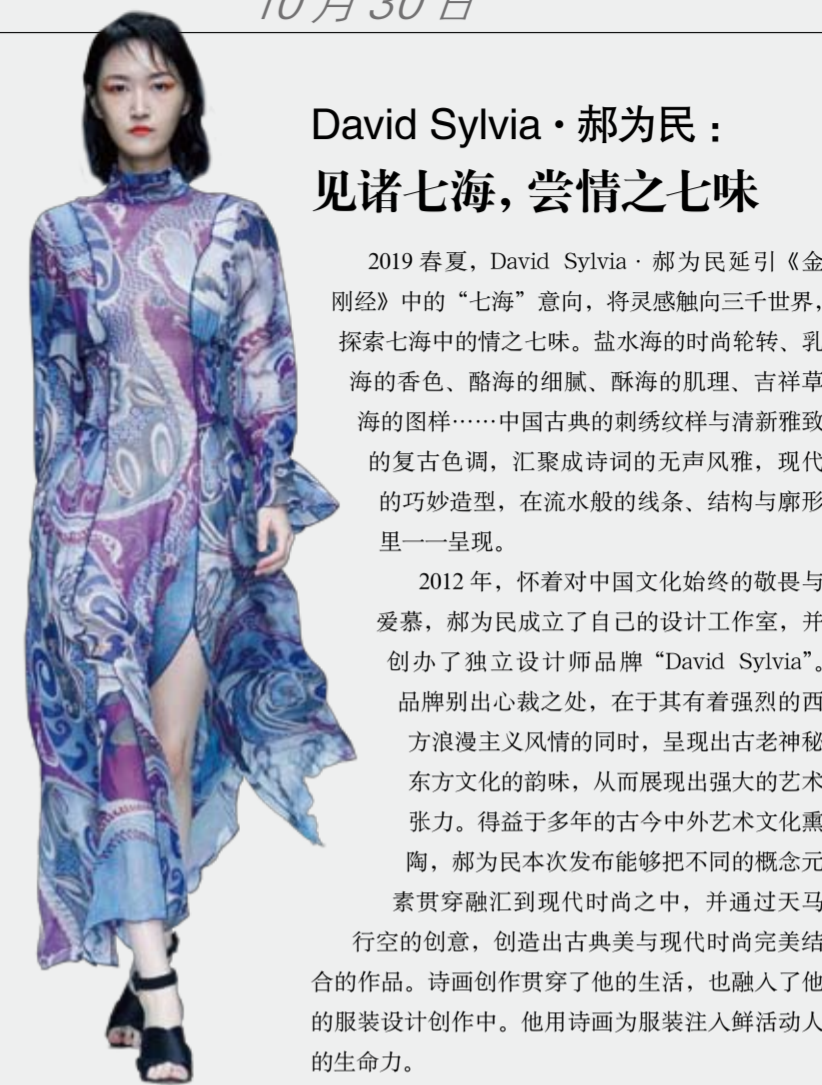 10 月 30 日
David Sylvia · 郝为民：
见诸七海，尝情之七味
2019 春夏，David Sylvia · 郝为民延引《金
刚经》中的“七海”意向，将灵感触向三千世界，
探索七海中的情之七味。盐水海的时尚轮转、乳
海的香色、酪海的细腻、酥海的肌理、吉祥草
海的图样……中国古典的刺绣纹样与清新雅致
的复古色调，汇聚成诗词的无声风雅，现代
的巧妙造型，在流水般的线条、结构与廓形
里一一呈现。
2012 年，怀着对中国文化始终的敬畏与
爱慕，郝为民成立了自己的设计工作室，并
创办了独立设计师品牌“David Sylvia”。
品牌别出心裁之处，在于其有着强烈的西
方浪漫主义风情的同时，呈现出古老神秘
东方文化的韵味，从而展现出强大的艺术
张力。得益于多年的古今中外艺术文化熏
陶，郝为民本次发布能够把不同的概念元
素贯穿融汇到现代时尚之中，并通过天马
行空的创意，创造出古典美与现代时尚完美结
合的作品。诗画创作贯穿了他的生活，也融入了他
的服装设计创作中。他用诗画为服装注入鲜活动人
的生命力。